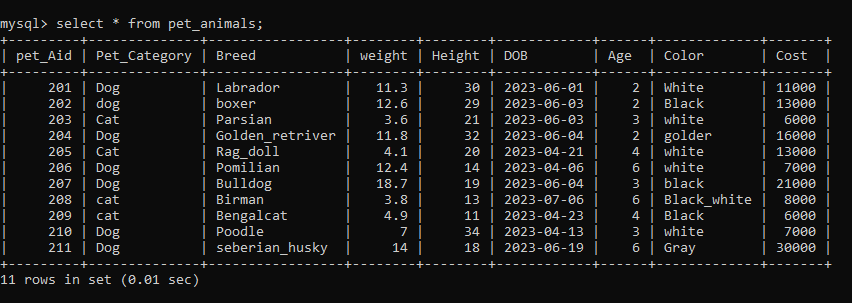 mysql> select * from pet_animals;
+---------+--------------+------------------+--------+--------+------------+------+-------------+-------+
| pet_Aid | Pet_Category | Breed            | weight | Height | DOB        | Age  | Color       | Cost  |
+---------+--------------+------------------+--------+--------+------------+------+-------------+-------+
|     201 | Dog          | Labrador         |   11.3 |     30 | 2023-06-01 |    2 | White       | 11000 |
|     202 | dog          | boxer            |   12.6 |     29 | 2023-06-03 |    2 | Black       | 13000 |
|     203 | Cat          | Parsian          |    3.6 |     21 | 2023-06-03 |    3 | white       |  6000 |
|     204 | Dog          | Golden_retriver  |   11.8 |     32 | 2023-06-04 |    2 | golder      | 16000 |
|     205 | Cat          | Rag_doll         |    4.1 |     20 | 2023-04-21 |    4 | white       | 13000 |
|     206 | Dog          | Pomilian         |   12.4 |     14 | 2023-04-06 |    6 | white       |  7000 |
|     207 | Dog          | Bulldog          |   18.7 |     19 | 2023-06-04 |    3 | black       | 21000 |
|     208 | cat          | Birman           |    3.8 |     13 | 2023-07-06 |    6 | Black_white |  8000 |
|     209 | cat          | Bengalcat        |    4.9 |     11 | 2023-04-23 |    4 | Black       |  6000 |
|     210 | Dog          | Poodle           |      7 |     34 | 2023-04-13 |    3 | white       |  7000 |
|     211 | Dog          | seberian_husky   |     14 |     18 | 2023-06-19 |    6 | Gray        | 30000 |
+---------+--------------+------------------+--------+--------+------------+------+-------------+-------+
11 rows in set (0.01 sec)